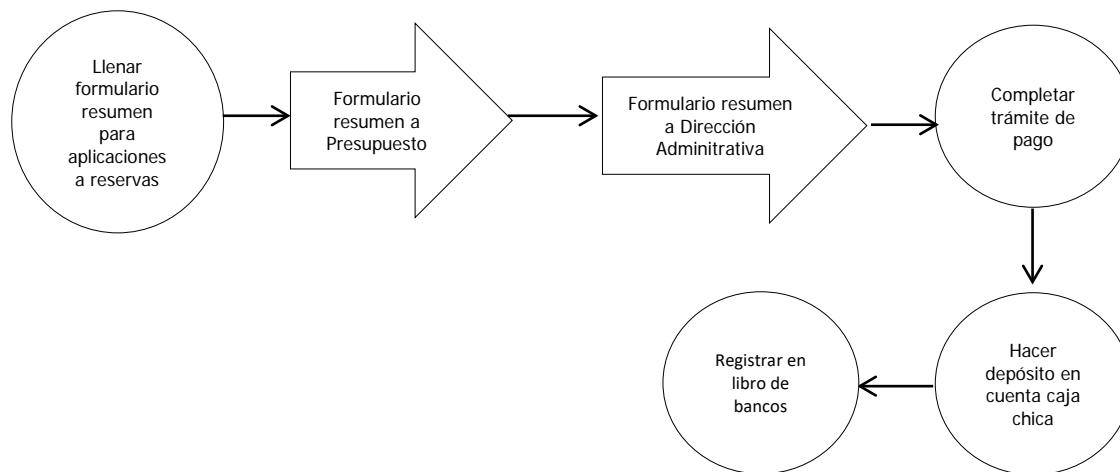 Llenar
formulario
resumen
para
aplicaciones
a reservas
Formulario
resumen a
Presupuesto
Formulario resumen
a Dirección
Adminitrativa
Completar
trámite de
pago
Hacer
depósito en
cuenta caja
chica
Registrar en
libro de
bancos